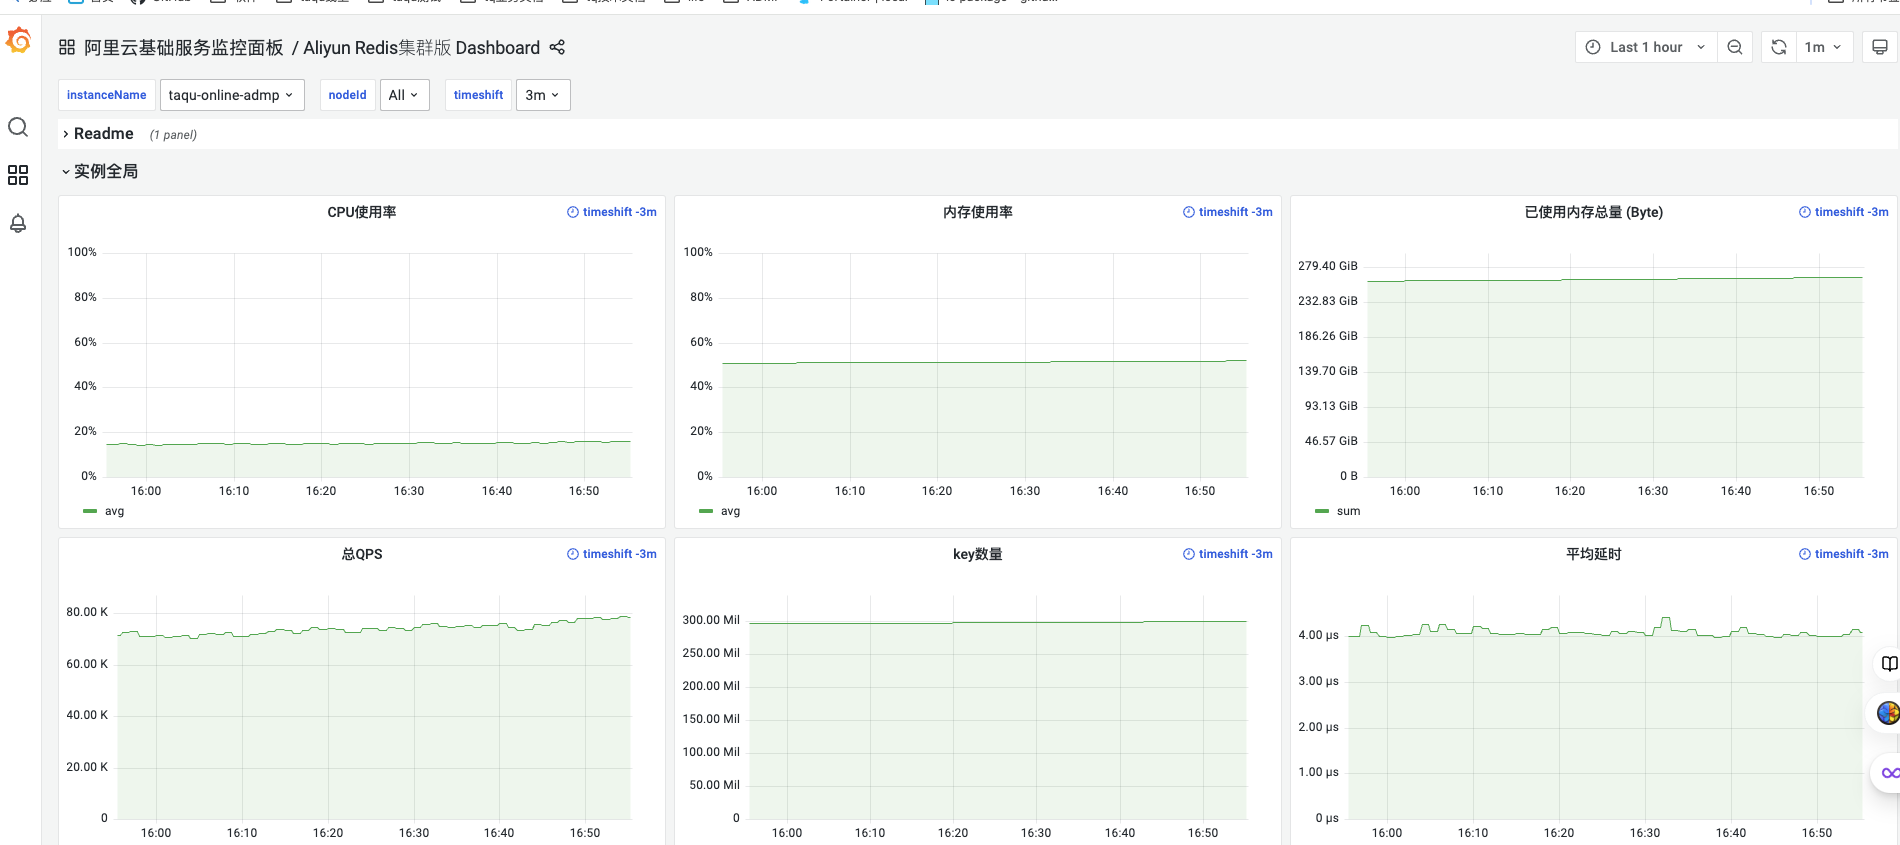 阿里云基础服务监控面板 / Aliyun Redis集群版 Dashboard
Last 1 hour
1m
instanceName
taqu-online-admp
nodeId
All
timeshift
3m
Readme (1 panel)
实例全局
CPU使用率
timeshift -3m
100%
80%
60%
40%
20%
0%
16:00 16:10 16:20 16:30 16:40 16:50
avg
内存使用率
timeshift -3m
100%
80%
60%
40%
20%
0%
16:00 16:10 16:20 16:30 16:40 16:50
avg
已使用内存总量 (Byte)
timeshift -3m
279.40 GiB
232.83 GiB
186.26 GiB
139.70 GiB
93.13 GiB
46.57 GiB
0 B
16:00 16:10 16:20 16:30 16:40 16:50
sum
总QPS
timeshift -3m
80.00 K
60.00 K
40.00 K
20.00 K
0
16:00 16:10 16:20 16:30 16:40 16:50
key数量
timeshift -3m
300.00 Mil
250.00 Mil
200.00 Mil
150.00 Mil
100.00 Mil
50.00 Mil
0
16:00 16:10 16:20 16:30 16:40 16:50
平均延时
timeshift -3m
4.00 µs
3.00 µs
2.00 µs
1.00 µs
0 µs
16:00 16:10 16:20 16:30 16:40 16:50